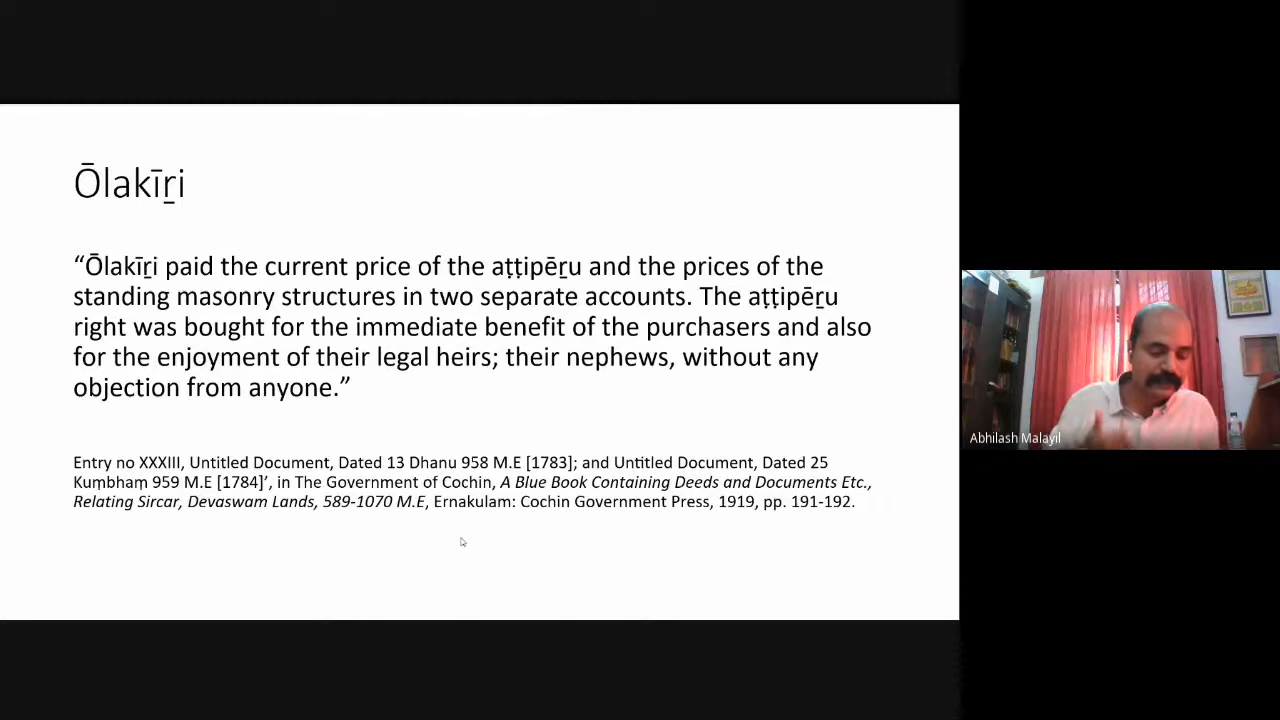 Ōlakīṟi
“Ōlakīṟi paid the current price of the aṭṭipēṟu and the prices of the
standing masonry structures in two separate accounts. The aṭṭipēṟu
right was bought for the immediate benefit of the purchasers and also
for the enjoyment of their legal heirs; their nephews, without any
objection from anyone.”
Entry no XXXIII, Untitled Document, Dated 13 Dhanu 958 M.E [1783]; and Untitled Document, Dated 25
Kuṃbhaṃ 959 M.E [1784]’, in The Government of Cochin, A Blue Book Containing Deeds and Documents Etc.,
Relating Sircar, Devaswam Lands, 589-1070 M.E, Ernakulam: Cochin Government Press, 1919, pp. 191-192.
Abhilash Malayil